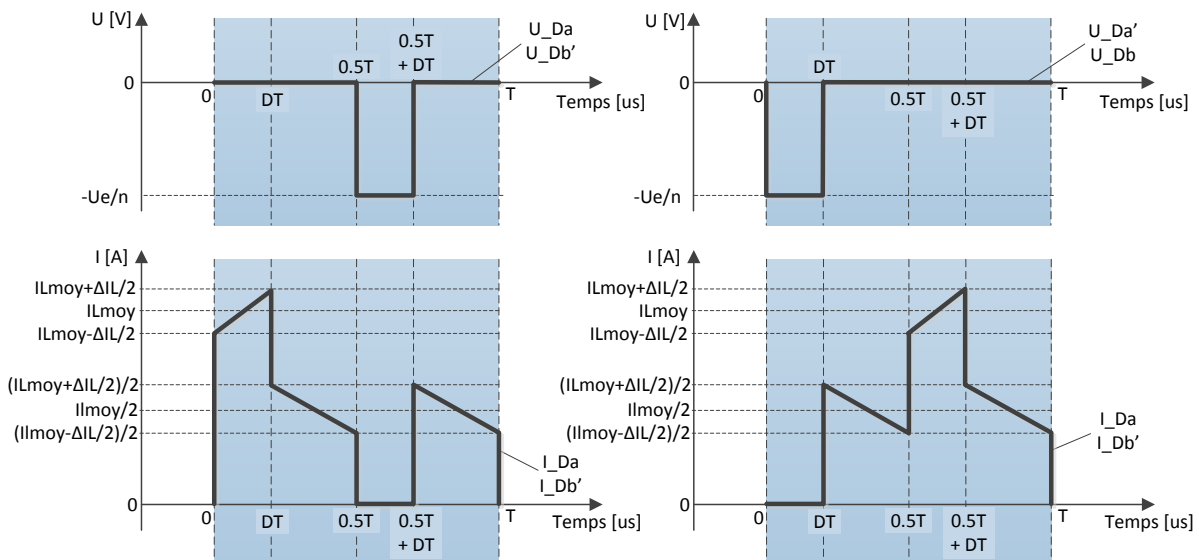 U [V]
0
-Ue/n
0
DT
0.5T
0.5T
+ DT
T
U_Da
U_Db’
Temps [us]
U [V]
0
-Ue/n
0
DT
0.5T
0.5T
+ DT
T
U_Da’
U_Db
Temps [us]
I [A]
ILmoy+ΔIL/2
ILmoy
ILmoy-ΔIL/2
(ILmoy+ΔIL/2)/2
Ilmoy/2
(Ilmoy-ΔIL/2)/2
0
0
DT
0.5T
0.5T
+ DT
T
I_Da
I_Db’
Temps [us]
I [A]
ILmoy+ΔIL/2
ILmoy
ILmoy-ΔIL/2
(ILmoy+ΔIL/2)/2
Ilmoy/2
(Ilmoy-ΔIL/2)/2
0
0
DT
0.5T
0.5T
+ DT
T
I_Da
I_Db’
Temps [us]